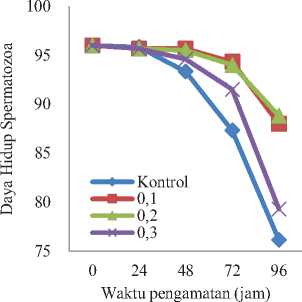 Daya Hidup Spermatozoa
100
95
90
85
80
75
Kontrol
0,1
0,2
0,3
0 24 48 72 96
Waktu pengamatan (jam)